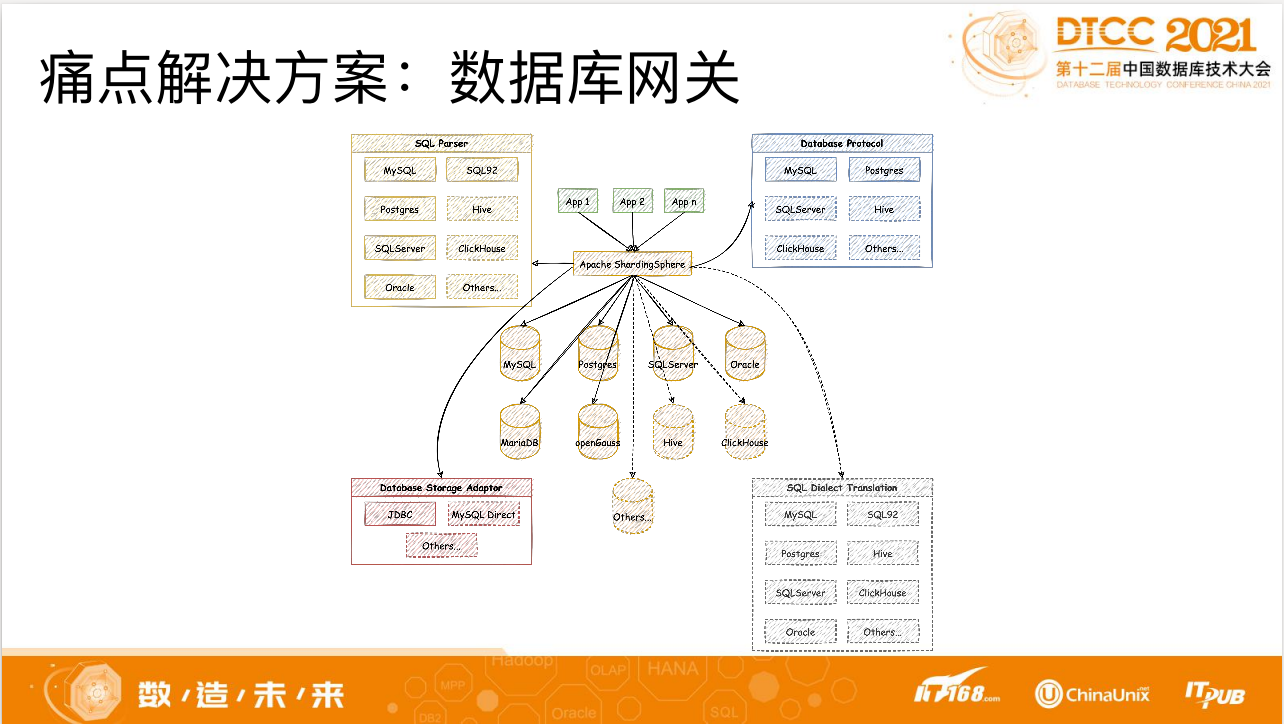 痛点解决方案：数据库网关
DTCC 2021
第十二届中国数据库技术大会
DATABASE TECHNOLOGY CONFERENCE CHINA 2021
SQL Parser
MySQL
SQL92
Postgres
Hive
SQLServer
ClickHouse
Oracle
Others...
App 1
App 2
App n
Apache ShardingSphere
Database Protocol
MySQL
Postgres
SQLServer
Hive
ClickHouse
Others...
MySQL
Postgres
SQLServer
Oracle
MariaDB
openGauss
Hive
ClickHouse
Others...
Database Storage Adaptor
JDBC
MySQL Direct
Others...
SQL Dialect Translation
MySQL
SQL92
Postgres
Hive
SQLServer
ClickHouse
Oracle
Others...
数·造·未·来
Hadoop
MPP
OLAP
HANA
DB2
Oracle
SQL
IT168.com
ChinaUnix.net
ITPUB